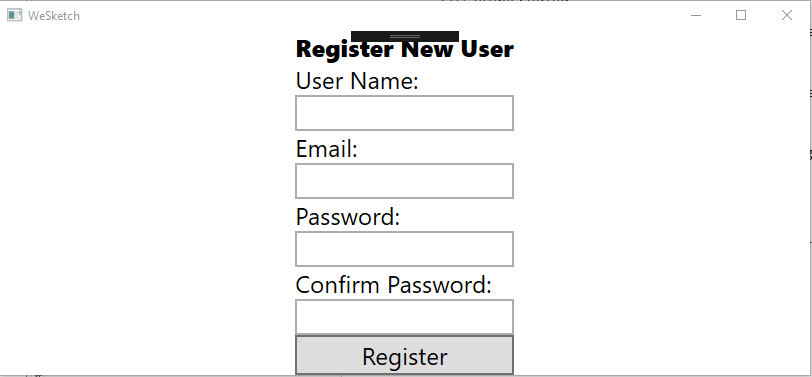 WeSketch
Register New User
User Name:
Email:
Password:
Confirm Password:
Register